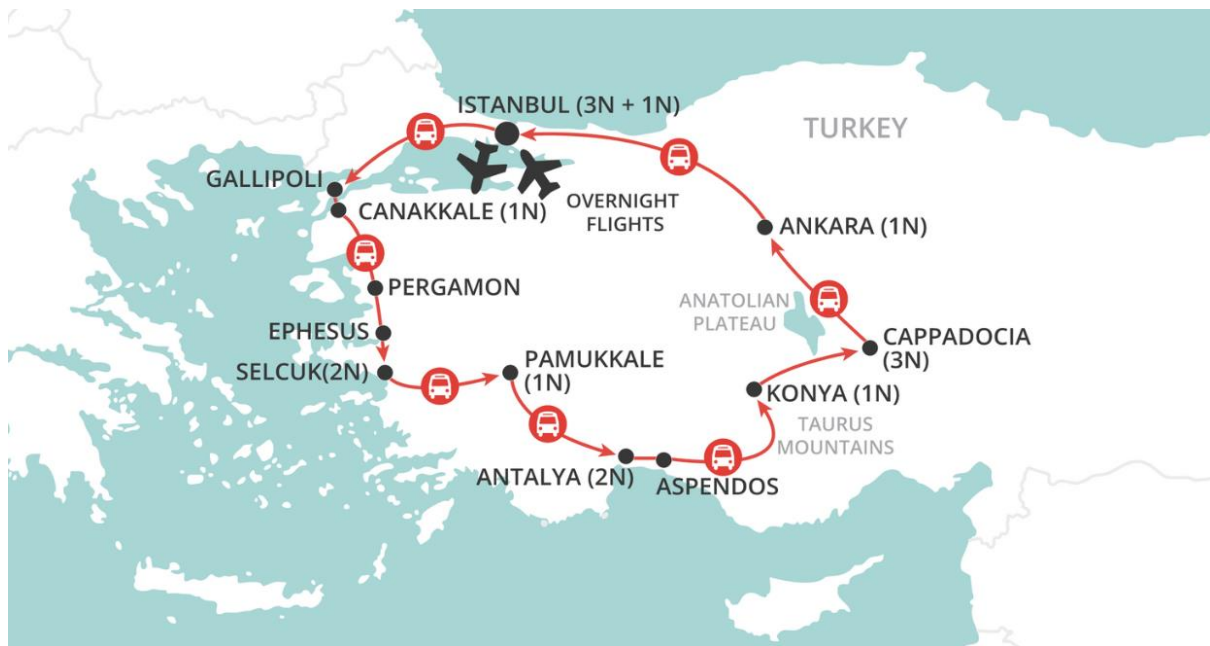 ISTANBUL (3N + 1N)
TURKEY
GALLIPOLI
CANAKKALE (1N)
OVERNIGHT
FLIGHTS
ANKARA (1N)
PERGAMON
ANATOLIAN
PLATEAU
EPHESUS
CAPPADOCIA
(3N)
SELCUK(2N)
PAMUKKALE
(1N)
KONYA (1N)
TAURUS
MOUNTAINS
ANTALYA (2N)
ASPENDOS